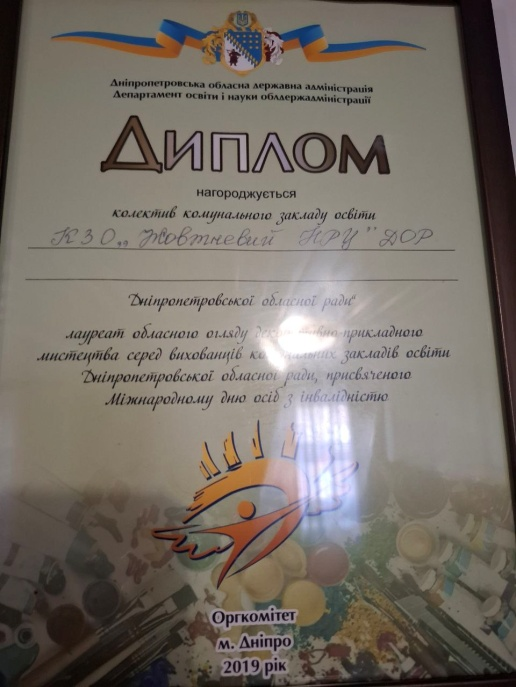 Дніпропетровська обласна державна адміністрація
Департамент освіти і науки облдержадміністрації
Диплом
нагороджується
колектив комунального закладу освіти
КЗО „Жовтневий НРЦ" ДОР
Дніпропетровської обласної ради"
лауреат обласного огляду декоративно-прикладного
мистецтва серед вихованців комунальних закладів освіти
Дніпропетровської обласної ради, присвяченого
Міжнародному дню осіб з інвалідністю
Оргкомітет
м. Дніпро
2019 рік